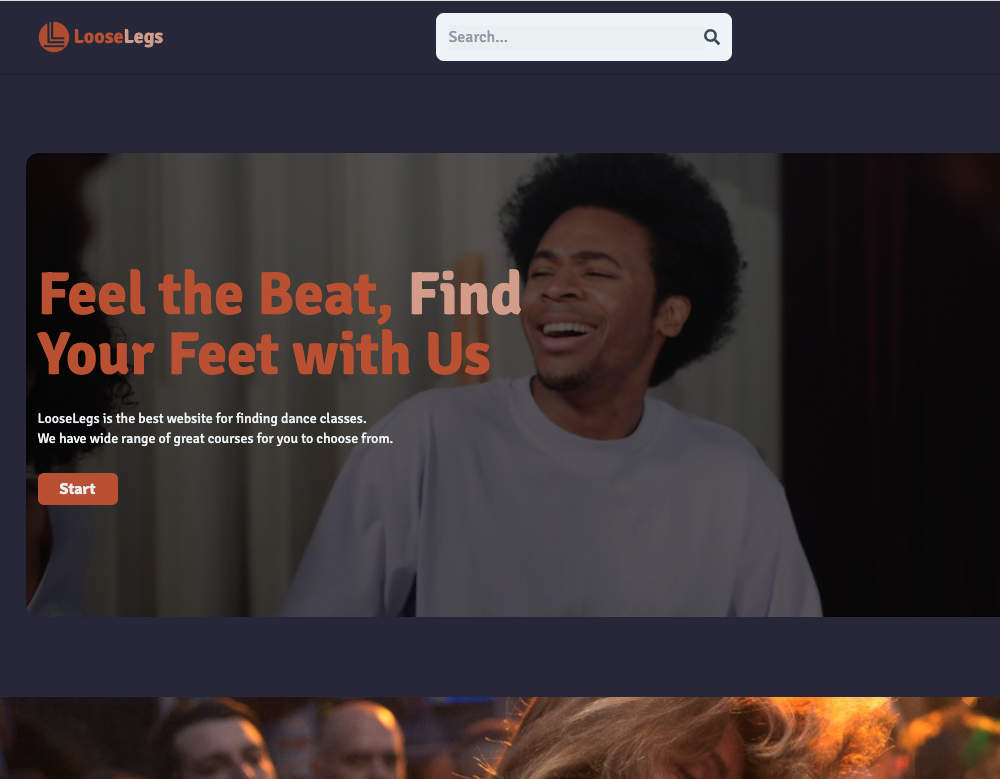 LooseLegs
Search...
Feel the Beat, Find
Your Feet with Us
LooseLegs is the best website for finding dance classes.
We have wide range of great courses for you to choose from.
Start